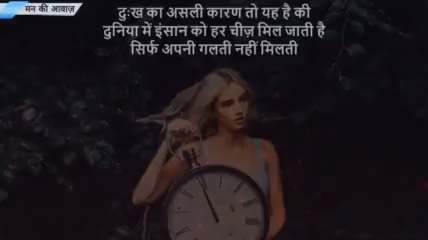 मन की आवाज़
दुःख का असली कारण तो यह है की
दुनिया में इंसान को हर चीज़ मिल जाती है
सिर्फ अपनी गलती नहीं मिलती